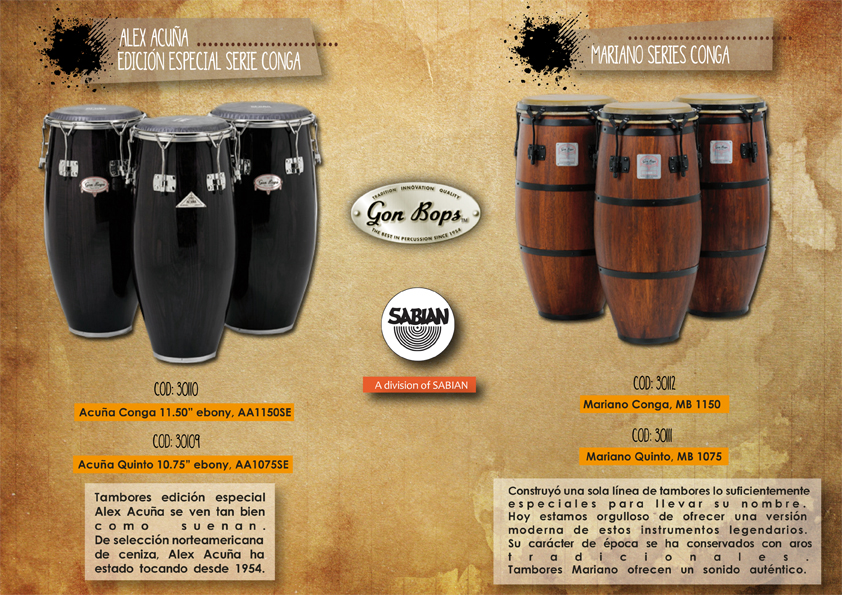 ALEX ACUÑA
EDICIÓN ESPECIAL SERIE CONGA
MARIANO SERIES CONGA
Gon Bops
Gon Bops
TRADITION INNOVATION QUALITY
Gon Bops TM
THE BEST IN PERCUSSION SINCE 1954
SABIAN
A division of SABIAN
COD: 30110
Acuña Conga 11.50” ebony, AA1150SE
COD: 30109
Acuña Quinto 10.75” ebony, AA1075SE
Tambores edición especial
Alex Acuña se ven tan bien
como suenan.
De selección norteamericana
de ceniza, Alex Acuña ha
estado tocando desde 1954.
COD: 30112
Mariano Conga, MB 1150
COD: 30111
Mariano Quinto, MB 1075
Construyó una sola línea de tambores lo suficientemente
especiales para llevar su nombre.
Hoy estamos orgulloso de ofrecer una versión
moderna de estos instrumentos legendarios.
Su carácter de época se ha conservados con aros
tradicionales.
Tambores Mariano ofrecen un sonido auténtico.